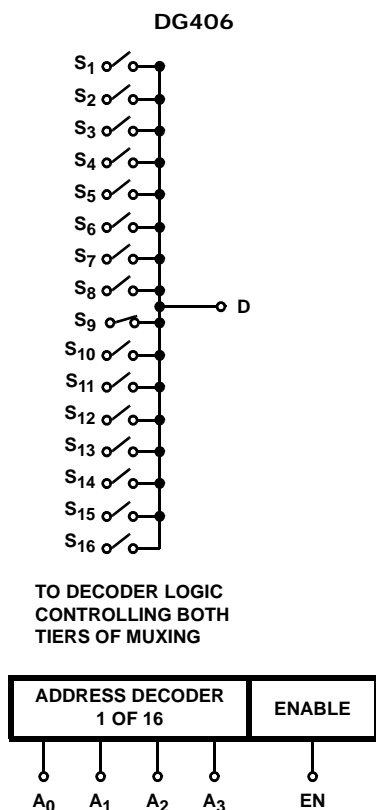 DG406
S1
S2
S3
S4
S5
S6
S7
S8
D
S9
S10
S11
S12
S13
S14
S15
S16
TO DECODER LOGIC
CONTROLLING BOTH
TIERS OF MUXING
ADDRESS DECODER
1 OF 16
ENABLE
A0 A1 A2 A3 EN